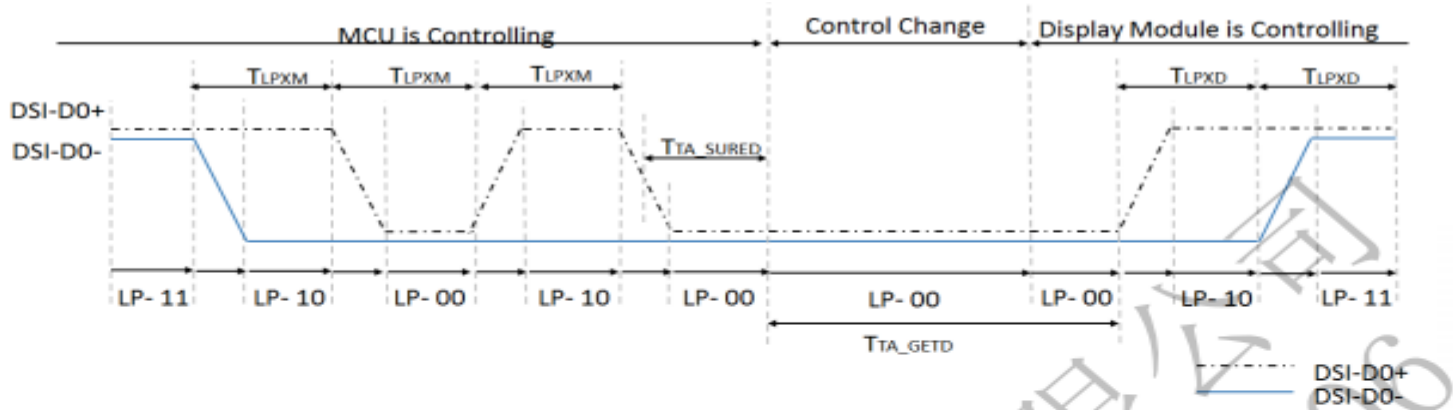 MCU is Controlling Control Change Display Module is Controlling
TLPXM TLPXM TLPXM TLPXD TLPXD
DSI-D0+
DSI-D0-
TTA_SURED
LP-11 LP-10 LP-00 LP-10 LP-00 LP-00 LP-00 LP-10 LP-11
TTA_GETD
DSI-D0+
DSI-D0-
公司